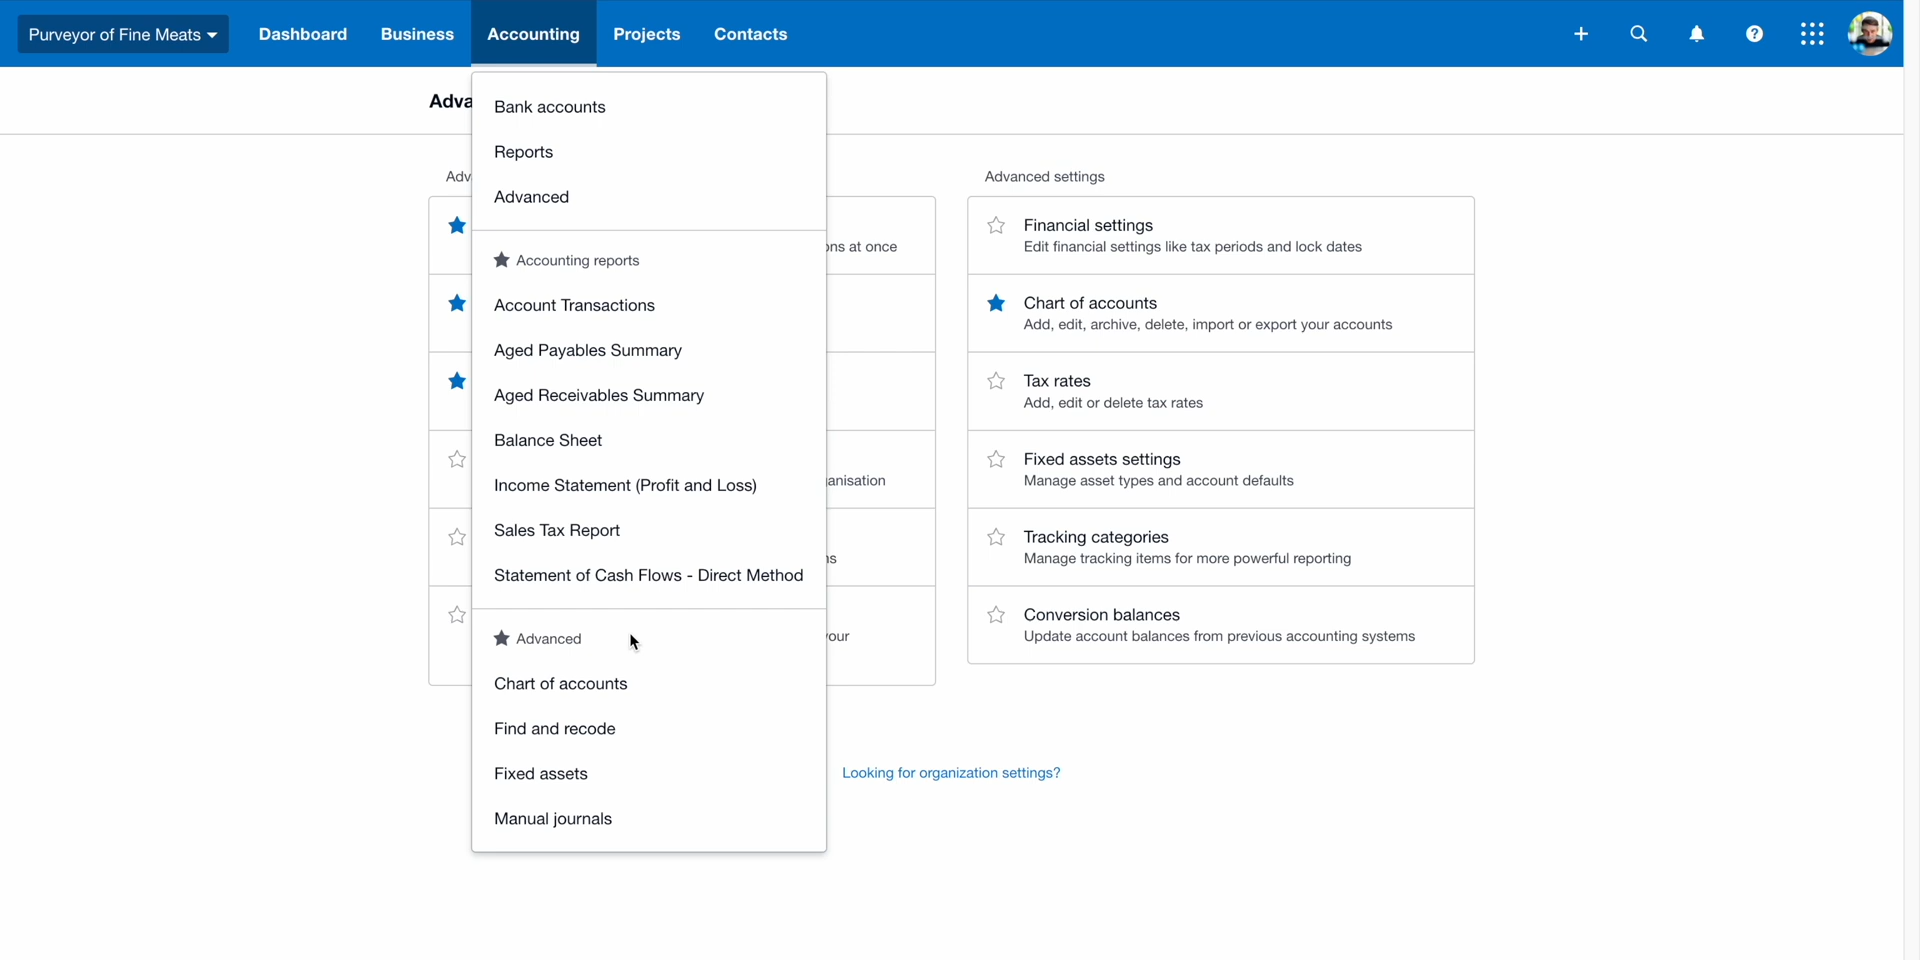 Purveyor of Fine Meats
Dashboard
Business
Accounting
Projects
Contacts
Bank accounts
Reports
Advanced
Accounting reports
Account Transactions
Aged Payables Summary
Aged Receivables Summary
Balance Sheet
Income Statement (Profit and Loss)
Sales Tax Report
Statement of Cash Flows - Direct Method
Advanced
Chart of accounts
Find and recode
Fixed assets
Manual journals
at once
Advanced settings
Financial settings
Edit financial settings like tax periods and lock dates
Chart of accounts
Add, edit, archive, delete, import or export your accounts
Tax rates
Add, edit or delete tax rates
Fixed assets settings
Manage asset types and account defaults
Tracking categories
Manage tracking items for more powerful reporting
Conversion balances
Update account balances from previous accounting systems
Looking for organization settings?